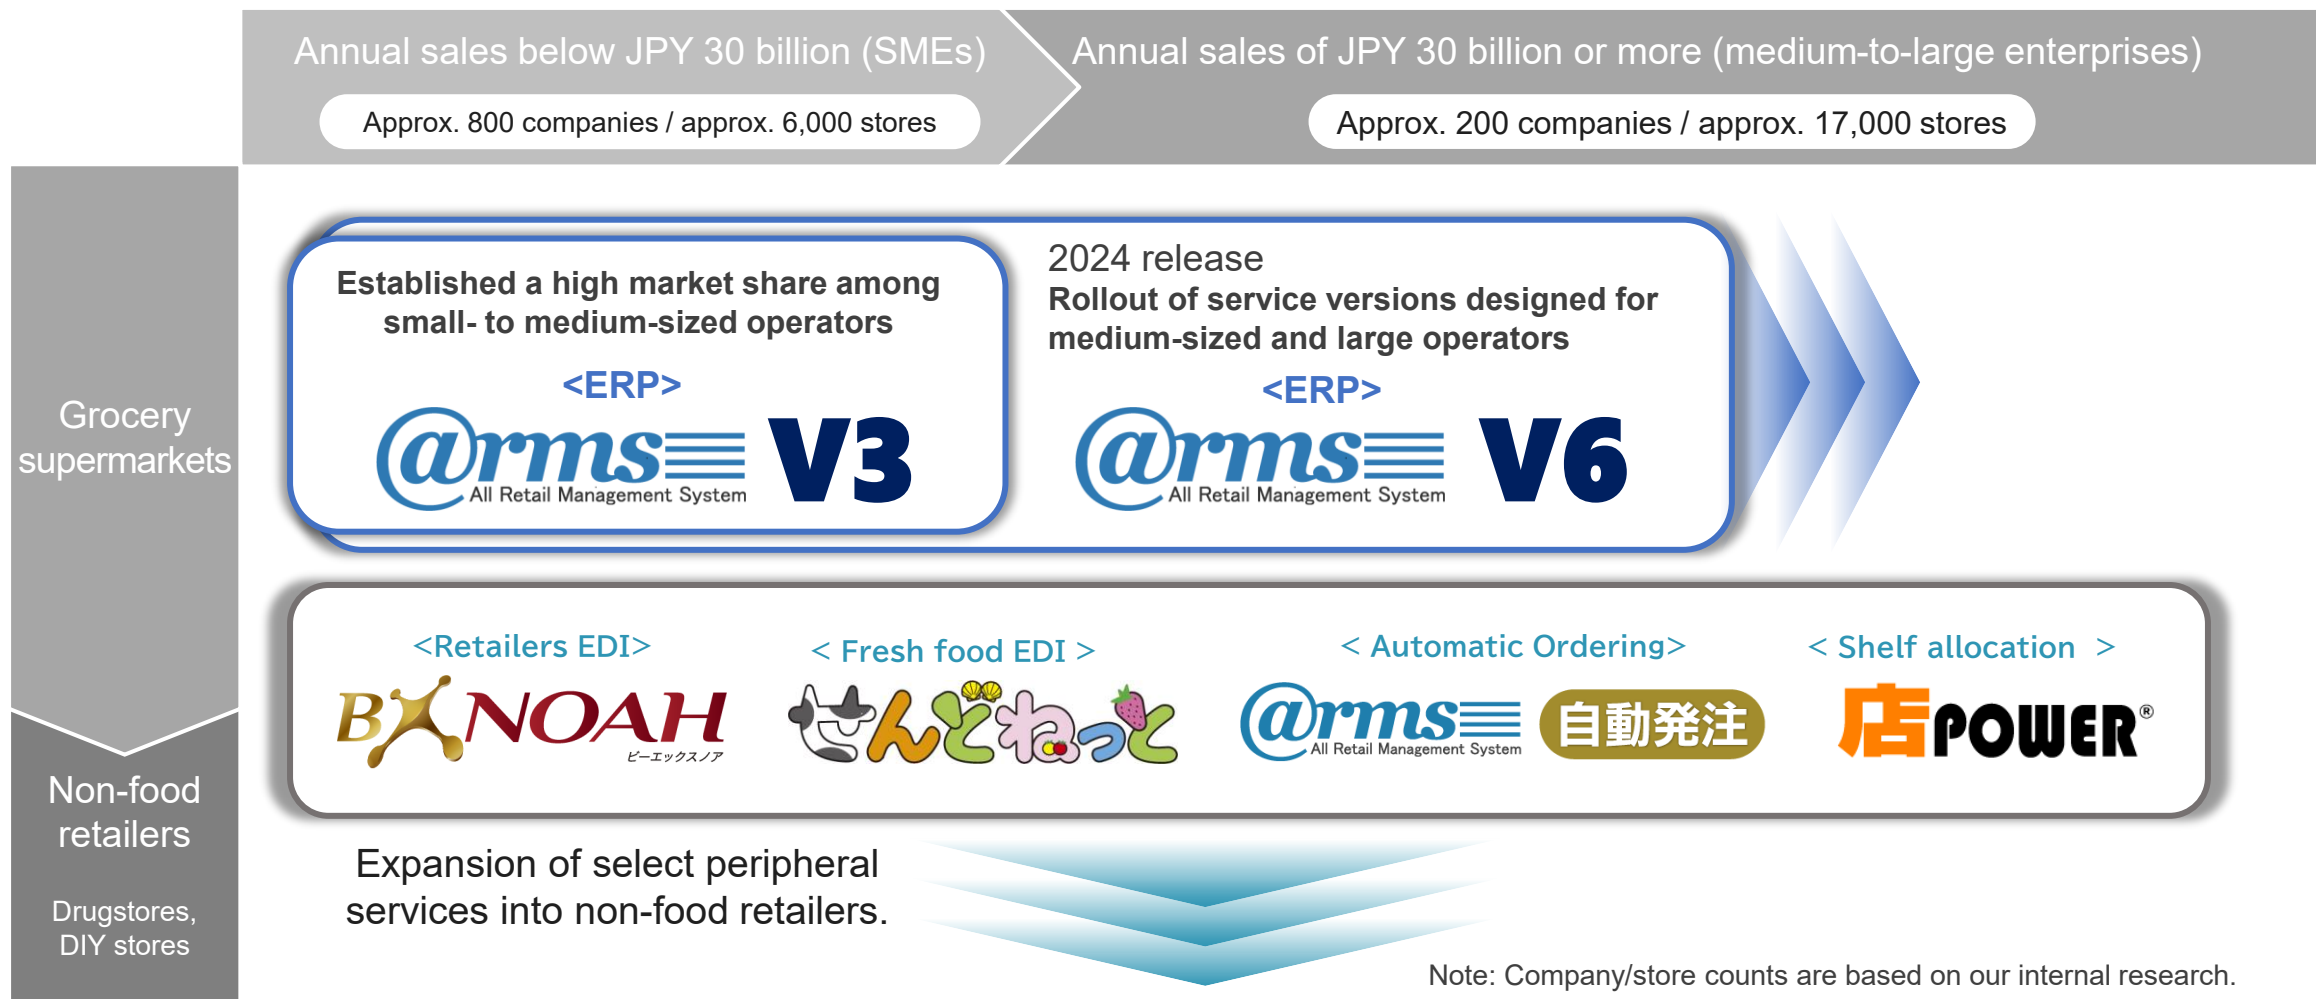 Annual sales below JPY 30 billion (SMEs)
Approx. 800 companies / approx. 6,000 stores
Annual sales of JPY 30 billion or more (medium-to-large enterprises)
Approx. 200 companies / approx. 17,000 stores
Grocery
supermarkets
Established a high market share among
small- to medium-sized operators
<ERP>
@rms
All Retail Management System
V3
2024 release
Rollout of service versions designed for
medium-sized and large operators
<ERP>
@rms
All Retail Management System
V6
<Retailers EDI>
BXNOAH
ビーエックスノア
< Fresh food EDI >
せんどねっと
< Automatic Ordering>
@rms
All Retail Management System
自動発注
< Shelf allocation >
店POWER®
Non-food
retailers
Drugstores,
DIY stores
Expansion of select peripheral
services into non-food retailers.
Note: Company/store counts are based on our internal research.